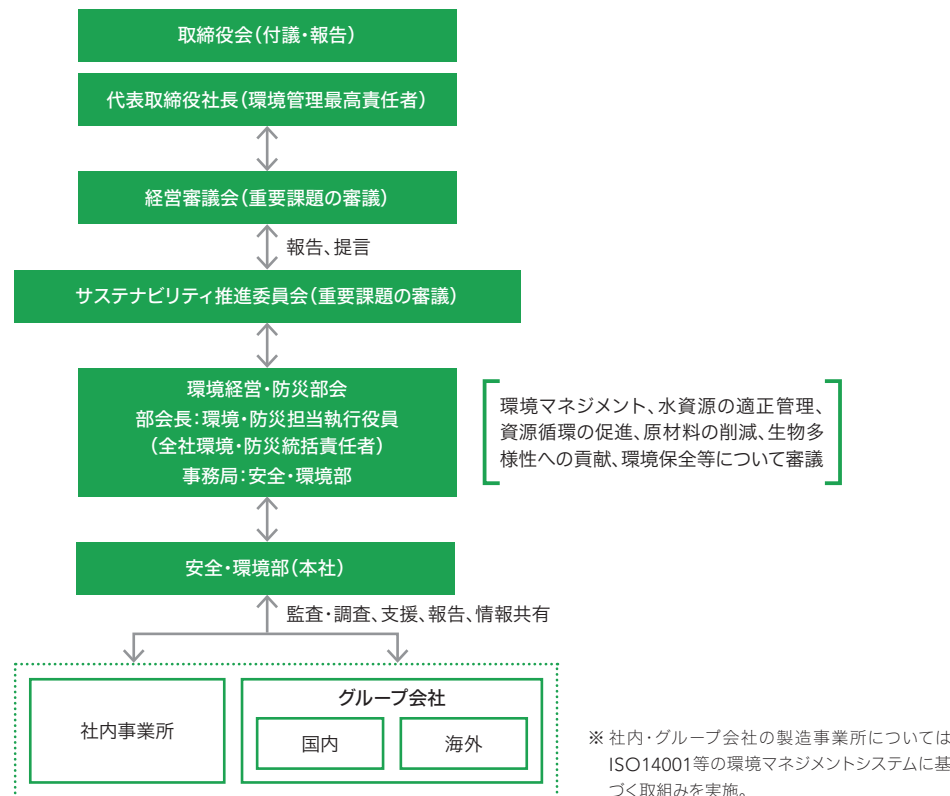 取締役会(付議・報告)
代表取締役社長(環境管理最高責任者)
経営審議会(重要課題の審議)
報告、提言
サステナビリティ推進委員会(重要課題の審議)
環境経営・防災部会
部会長:環境・防災担当執行役員
(全社環境・防災統括責任者)
事務局:安全・環境部
環境マネジメント、水資源の適正管理、
資源循環の促進、原材料の削減、生物多
様性への貢献、環境保全等について審議
安全・環境部(本社)
監査・調査、支援、報告、情報共有
社内事業所
グループ会社
国内
海外
※ 社内・グループ会社の製造事業所については
ISO14001等の環境マネジメントシステムに基
づく取組みを実施。